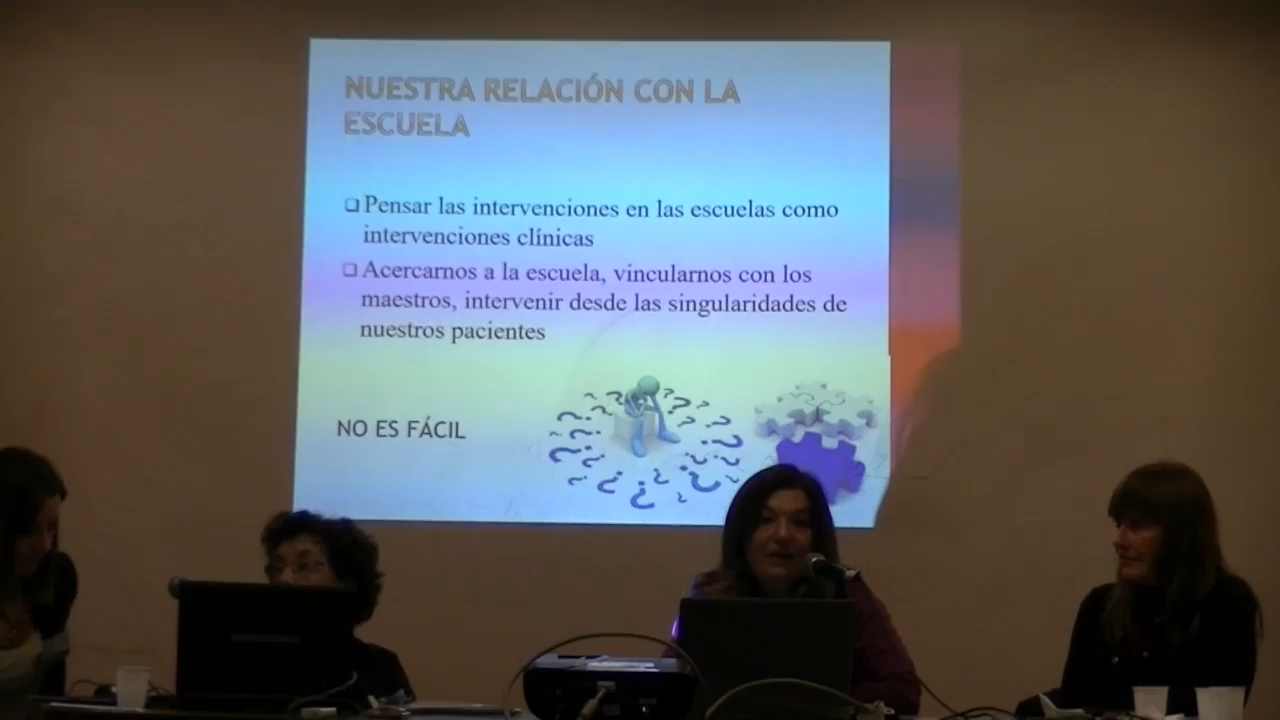 NUESTRA RELACIÓN CON LA
ESCUELA
❑ Pensar las intervenciones en las escuelas como
intervenciones clínicas
❑ Acercarnos a la escuela, vincularnos con los
maestros, intervenir desde las singularidades de
nuestros pacientes
NO ES FÁCIL